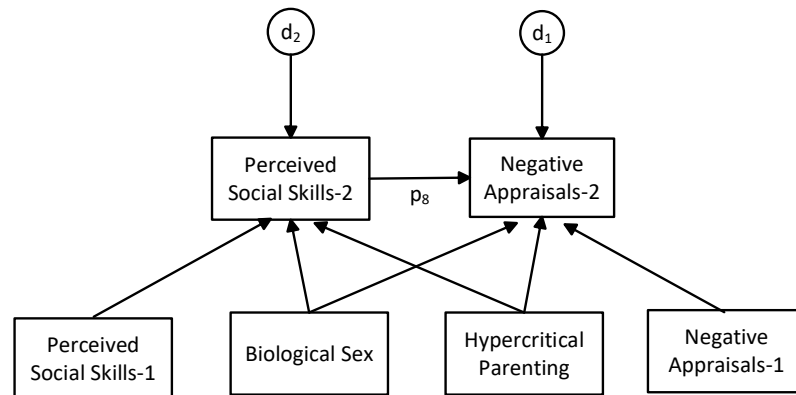 d₂
d₁
Perceived
Social Skills-2
Negative
Appraisals-2
p₈
Perceived
Social Skills-1
Biological Sex
Hypercritical
Parenting
Negative
Appraisals-1